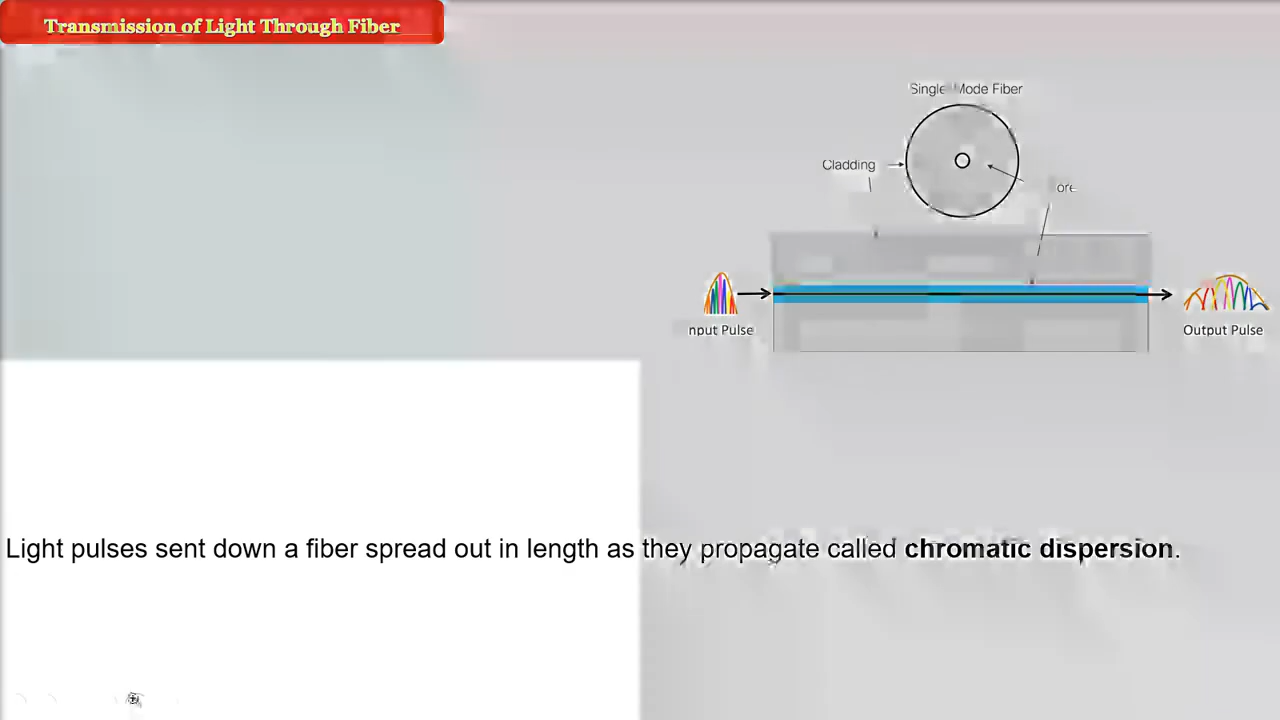 Transmission of Light Through Fiber
Single Mode Fiber
Cladding
ore
nput Pulse
Output Pulse
Light pulses sent down a fiber spread out in length as they propagate called chromatic dispersion.